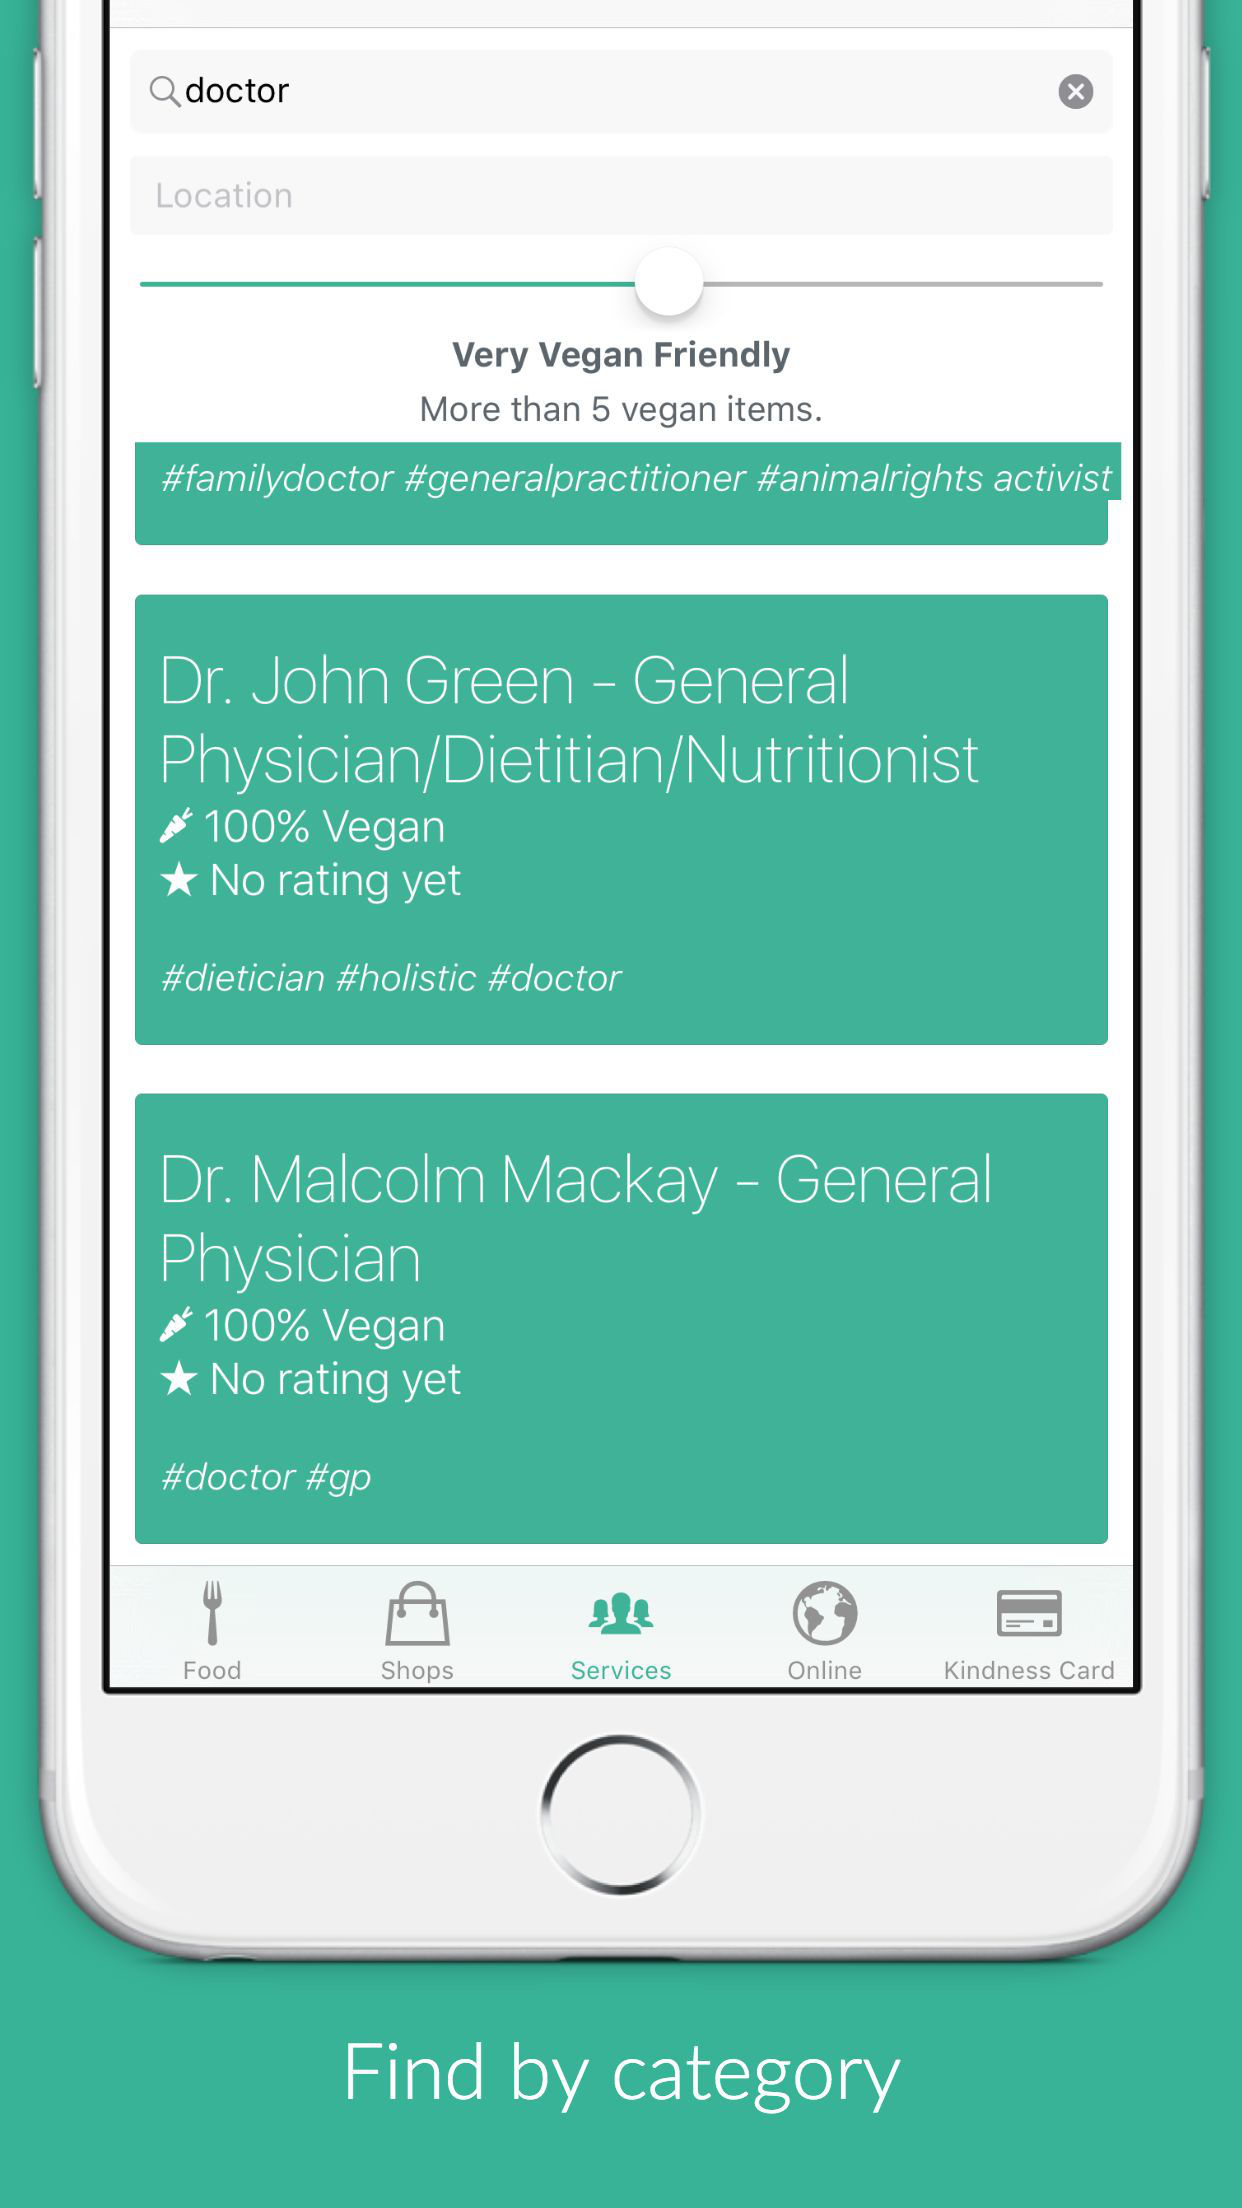 doctor
Location
Very Vegan Friendly
More than 5 vegan items.
#familydoctor #generalpractitioner #animalrights activist
Dr. John Green - General
Physician/Dietitian/Nutritionist
100% Vegan
No rating yet
#dietician #holistic #doctor
Dr. Malcolm Mackay - General
Physician
100% Vegan
No rating yet
#doctor #gp
Food Shops Services Online Kindness Card
Find by category